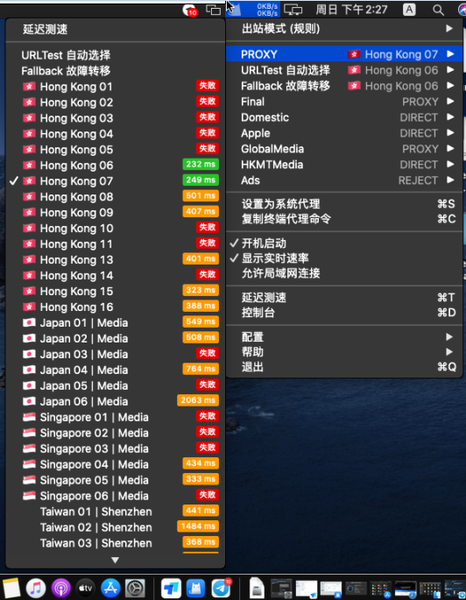 10
0KB/s
0KB/s
周日 下午2:27
A
延迟测速
URLTest 自动选择
Fallback 故障转移
Hong Kong 01 失败
Hong Kong 02 失败
Hong Kong 03 失败
Hong Kong 04 失败
Hong Kong 05 失败
Hong Kong 06 232 ms
✓ Hong Kong 07 249 ms
Hong Kong 08 501 ms
Hong Kong 09 407 ms
Hong Kong 10 失败
Hong Kong 11 失败
Hong Kong 13 401 ms
Hong Kong 14 失败
Hong Kong 15 323 ms
Hong Kong 16 388 ms
Japan 01 | Media 549 ms
Japan 02 | Media 508 ms
Japan 03 | Media 失败
Japan 04 | Media 764 ms
Japan 05 | Media 失败
Japan 06 | Media 2063 ms
Singapore 01 | Media 失败
Singapore 02 | Media 失败
Singapore 03 | Media 失败
Singapore 04 | Media 434 ms
Singapore 05 | Media 333 ms
Singapore 06 | Media 失败
Taiwan 01 | Shenzhen 441 ms
Taiwan 02 | Shenzhen 1484 ms
Taiwan 03 | Shenzhen 368 ms
出站模式 (规则)
PROXY Hong Kong 07
URLTest 自动选择 Hong Kong 06
Fallback 故障转移 Hong Kong 06
Final PROXY
Domestic DIRECT
Apple DIRECT
GlobalMedia PROXY
HKMTMedia DIRECT
Ads REJECT
设置为系统代理 ⌘S
复制终端代理命令 ⌘C
✓ 开机启动
✓ 显示实时速率
允许局域网连接
延迟测速 ⌘T
控制台 ⌘D
配置
帮助
退出 ⌘Q
tv